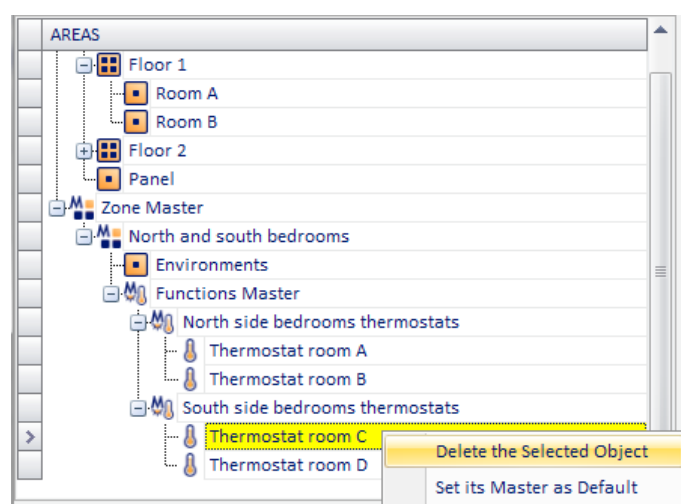 AREAS
Floor 1
Room A
Room B
Floor 2
Panel
Zone Master
North and south bedrooms
Environments
Functions Master
North side bedrooms thermostats
Thermostat room A
Thermostat room B
South side bedrooms thermostats
Thermostat room C
Delete the Selected Object
Thermostat room D
Set its Master as Default